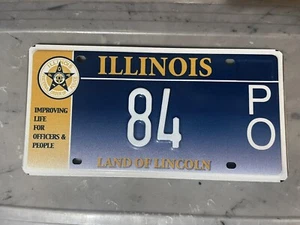 ILLINOIS
IMPROVING
LIFE
FOR
OFFICERS &
PEOPLE
84
PO
LAND OF LINCOLN